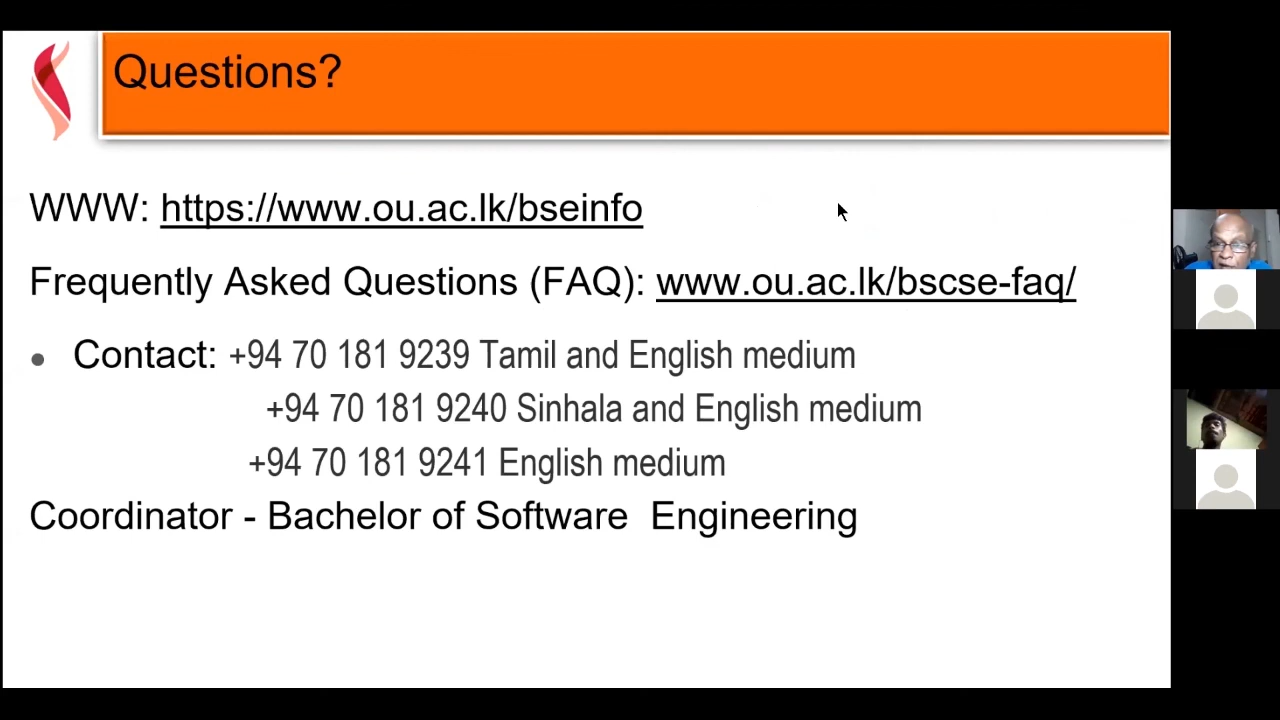 Questions?
WWW: https://www.ou.ac.lk/bseinfo
Frequently Asked Questions (FAQ): www.ou.ac.lk/bscse-faq/
• Contact: +94 70 181 9239 Tamil and English medium
+94 70 181 9240 Sinhala and English medium
+94 70 181 9241 English medium
Coordinator - Bachelor of Software  Engineering